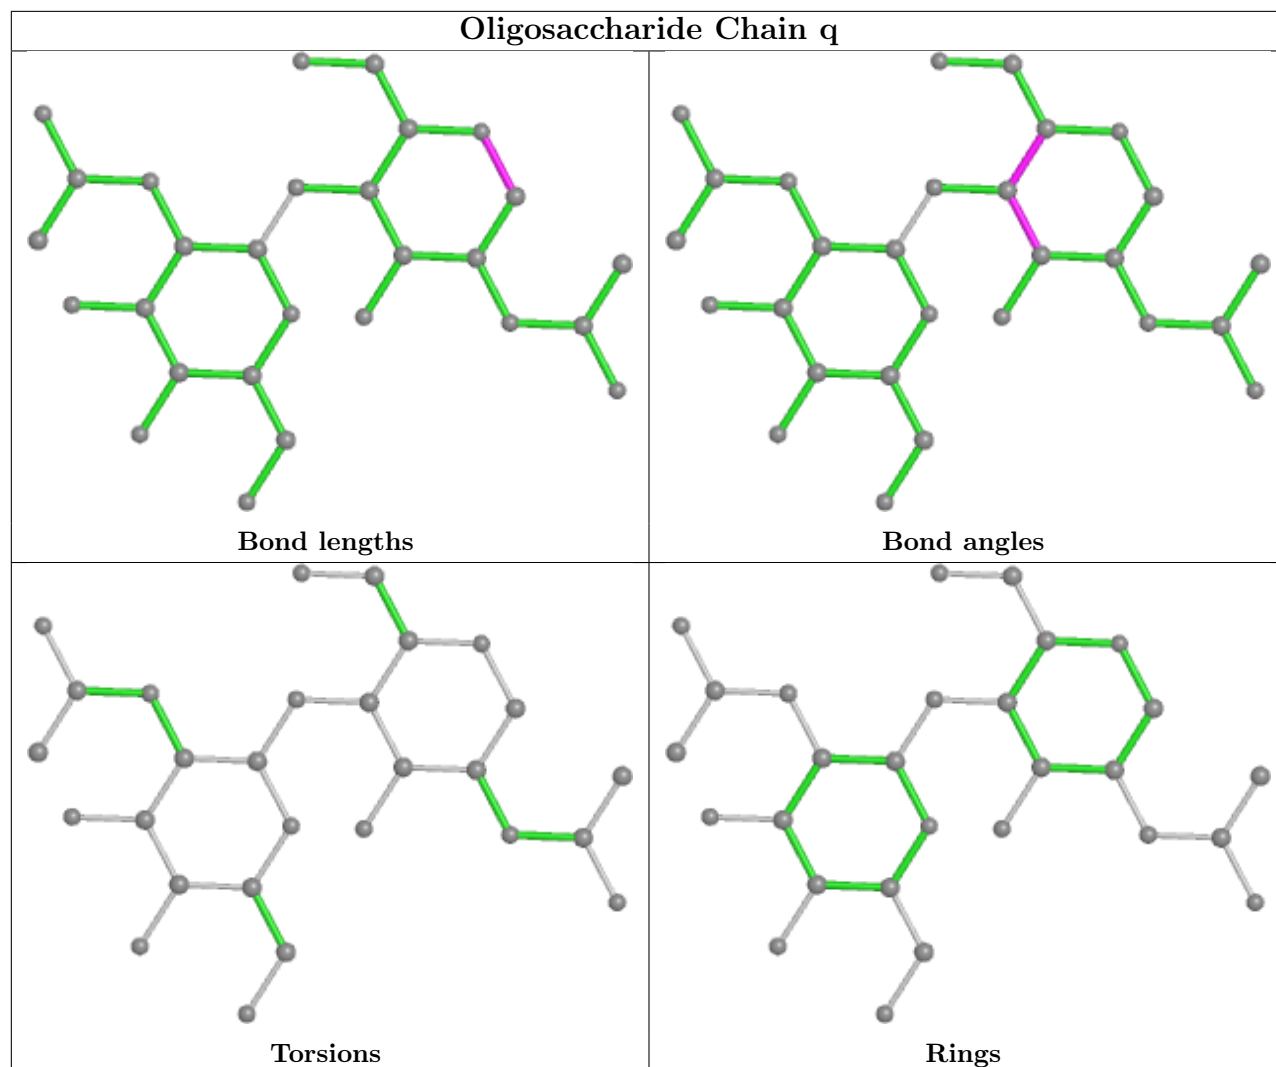 Oligosaccharide Chain q
Bond lengths
Bond angles
Torsions
Rings